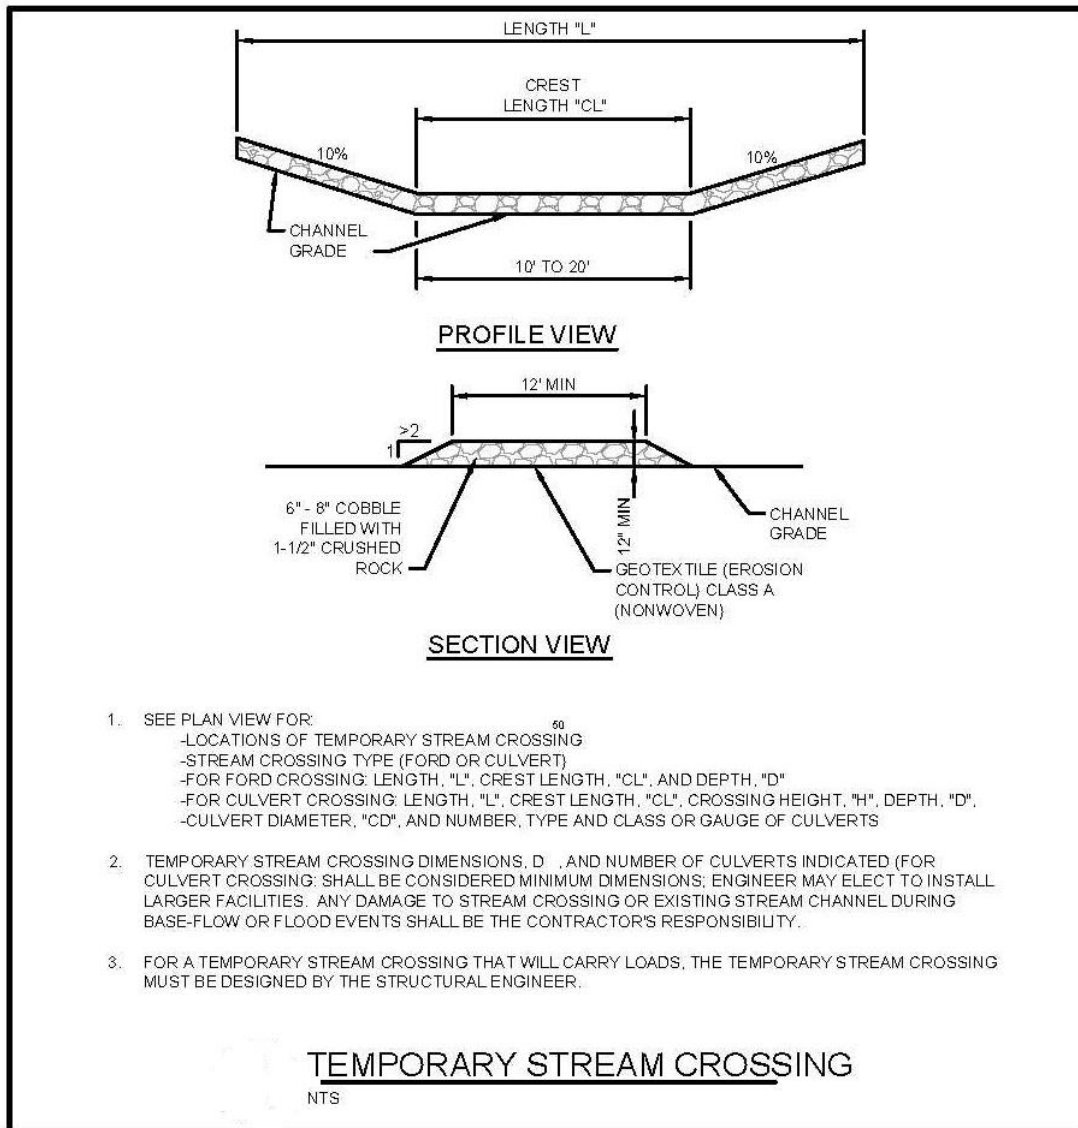 LENGTH "L"
CREST
LENGTH "CL"
10%
10%
CHANNEL
GRADE
10' TO 20'
PROFILE VIEW
12' MIN
>2
1
6" - 8" COBBLE
FILLED WITH
1-1/2" CRUSHED
ROCK
12" MIN
CHANNEL
GRADE
GEOTEXTILE (EROSION
CONTROL) CLASS A
(NONWOVEN)
SECTION VIEW
1. SEE PLAN VIEW FOR:
50
-LOCATIONS OF TEMPORARY STREAM CROSSING
-STREAM CROSSING TYPE (FORD OR CULVERT)
-FOR FORD CROSSING: LENGTH, "L", CREST LENGTH, "CL", AND DEPTH, "D"
-FOR CULVERT CROSSING: LENGTH, "L", CREST LENGTH, "CL", CROSSING HEIGHT, "H", DEPTH, "D",
-CULVERT DIAMETER, "CD", AND NUMBER, TYPE AND CLASS OR GAUGE OF CULVERTS
2. TEMPORARY STREAM CROSSING DIMENSIONS, D , AND NUMBER OF CULVERTS INDICATED (FOR
CULVERT CROSSING: SHALL BE CONSIDERED MINIMUM DIMENSIONS; ENGINEER MAY ELECT TO INSTALL
LARGER FACILITIES. ANY DAMAGE TO STREAM CROSSING OR EXISTING STREAM CHANNEL DURING
BASE-FLOW OR FLOOD EVENTS SHALL BE THE CONTRACTOR'S RESPONSIBILITY.
3. FOR A TEMPORARY STREAM CROSSING THAT WILL CARRY LOADS, THE TEMPORARY STREAM CROSSING
MUST BE DESIGNED BY THE STRUCTURAL ENGINEER.
TEMPORARY STREAM CROSSING
NTS